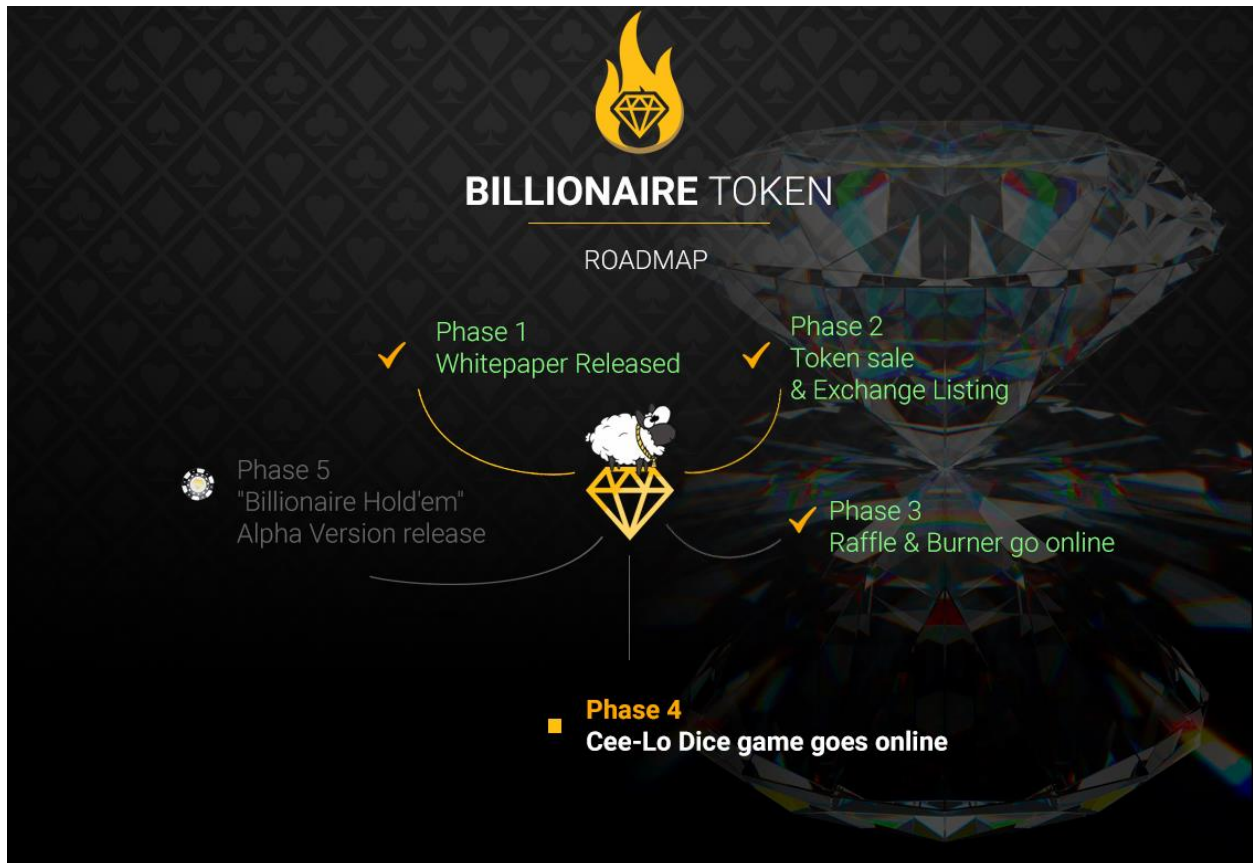 BILLIONAIRE TOKEN
ROADMAP
Phase 1
Whitepaper Released
Phase 2
Token sale
& Exchange Listing
Phase 3
Raffle & Burner go online
Phase 4
Cee-Lo Dice game goes online
Phase 5
"Billionaire Hold'em"
Alpha Version release